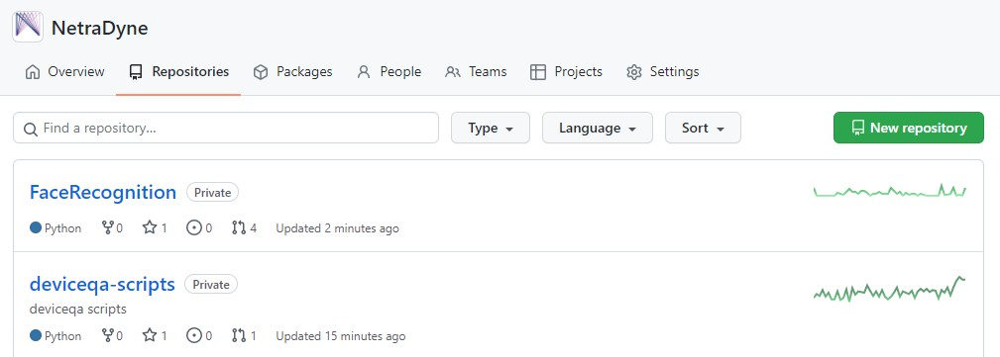 NetraDyne
Overview Repositories Packages People Teams Projects Settings
Find a repository... Type Language Sort New repository
FaceRecognition Private
Python 0 1 0 4 Updated 2 minutes ago
deviceqa-scripts Private
deviceqa scripts
Python 0 1 0 1 Updated 15 minutes ago